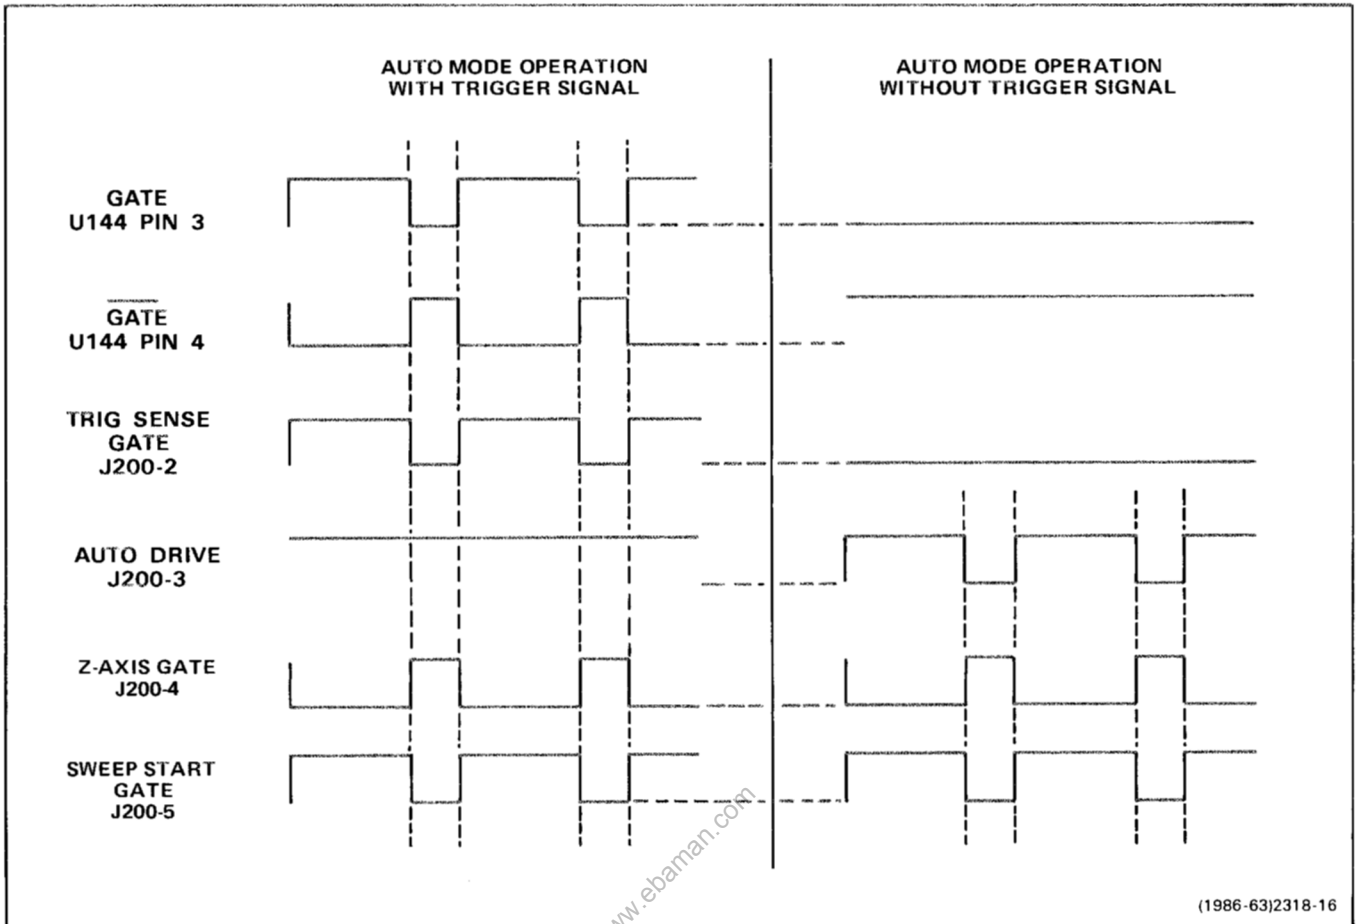 AUTO MODE OPERATION
WITH TRIGGER SIGNAL
AUTO MODE OPERATION
WITHOUT TRIGGER SIGNAL
GATE
U144 PIN 3
GATE
U144 PIN 4
TRIG SENSE
GATE
J200-2
AUTO DRIVE
J200-3
Z-AXIS GATE
J200-4
SWEEP START
GATE
J200-5
www.ebaman.com
(1986-63)2318-16